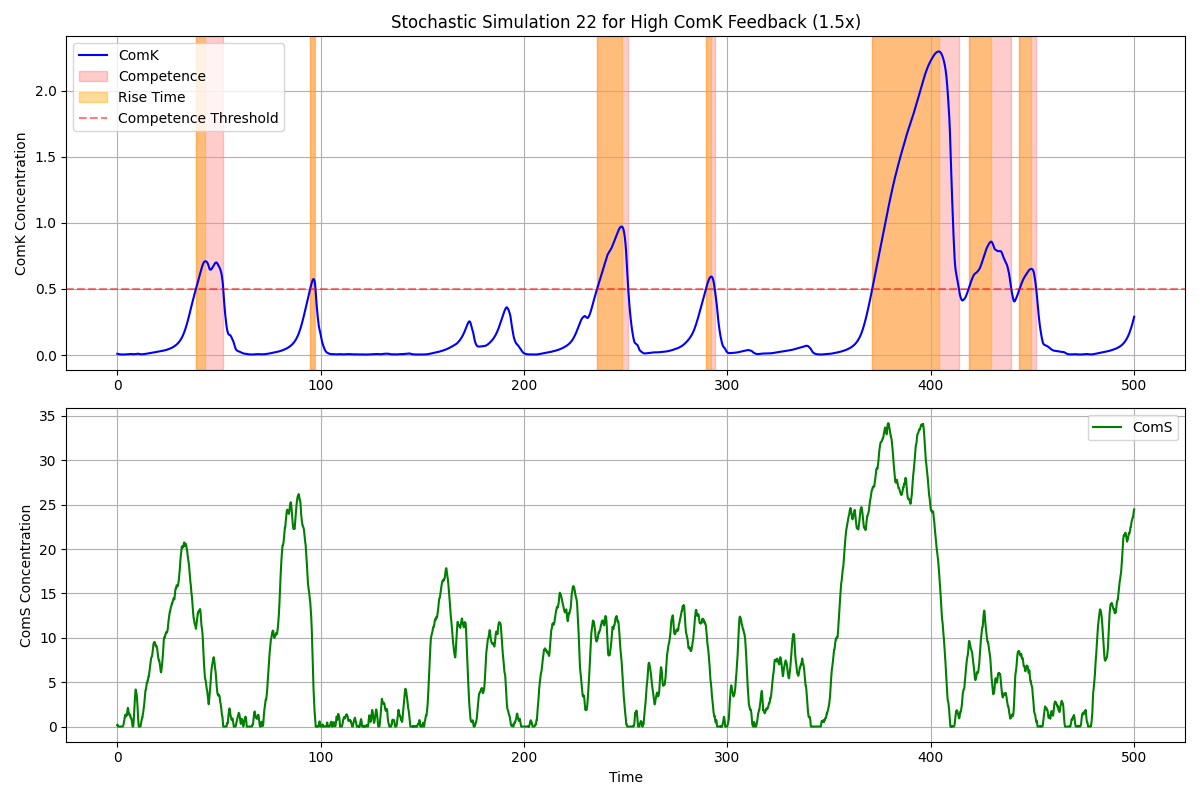 Stochastic Simulation 22 for High ComK Feedback (1.5x)
ComK
Competence
Rise Time
Competence Threshold
ComK Concentration
2.0
1.5
1.0
0.5
0.0
0 100 200 300 400 500
ComS
ComS Concentration
35
30
25
20
15
10
5
0
0 100 200 300 400 500
Time